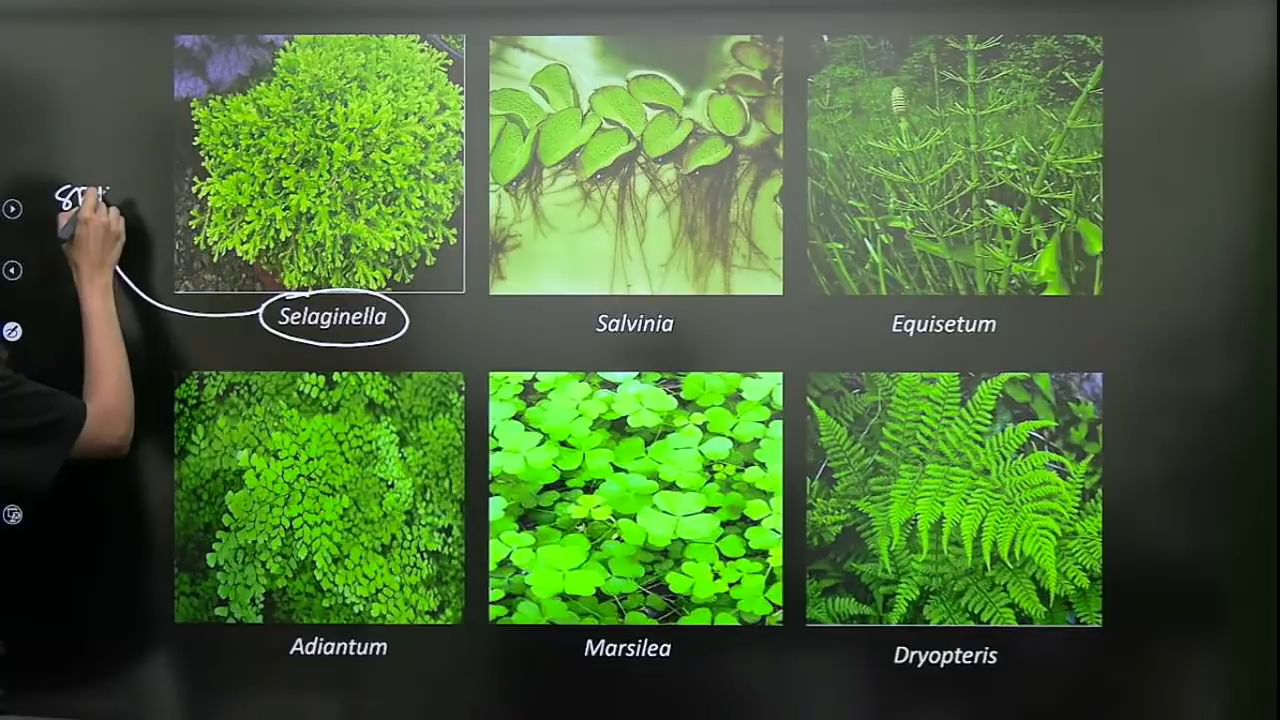 Selaginella
Salvinia
Equisetum
Adiantum
Marsilea
Dryopteris